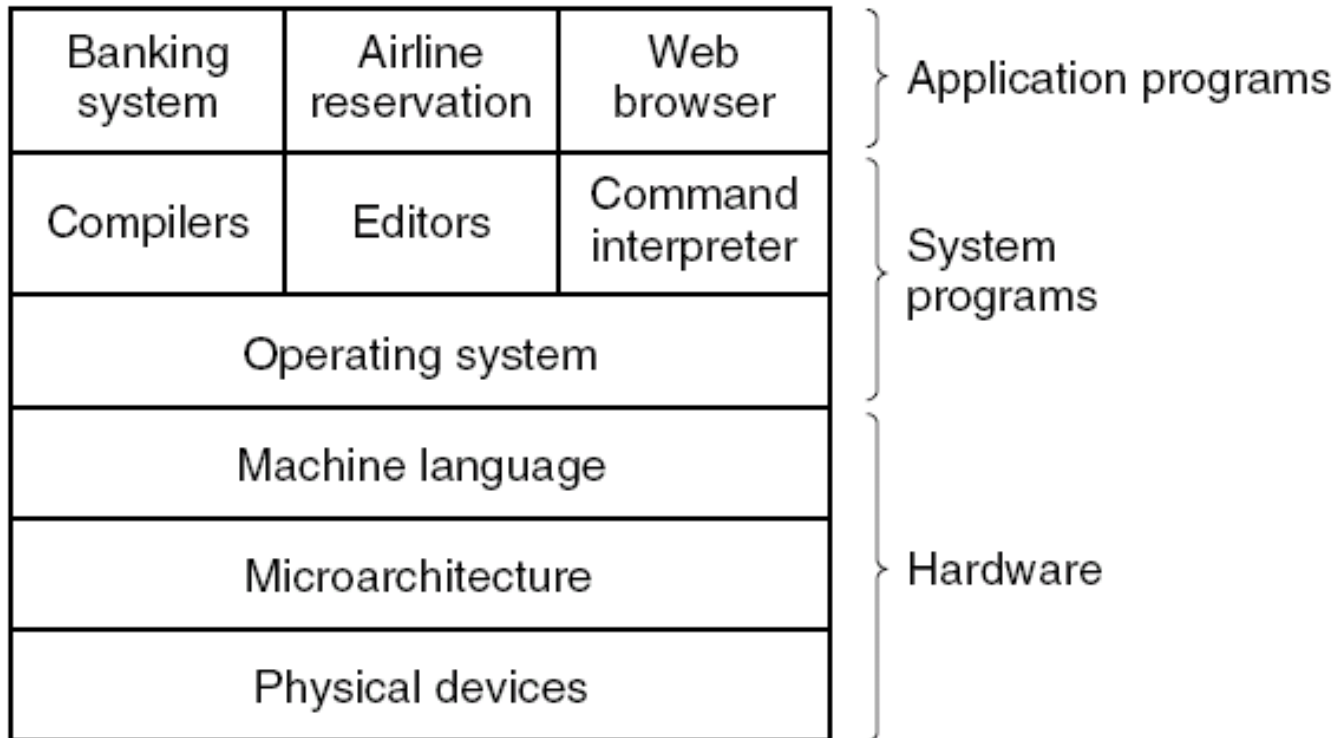 Banking
system
Airline
reservation
Web
browser
Application programs
Compilers
Editors
Command
interpreter
System
programs
Operating system
Machine language
Microarchitecture
Hardware
Physical devices